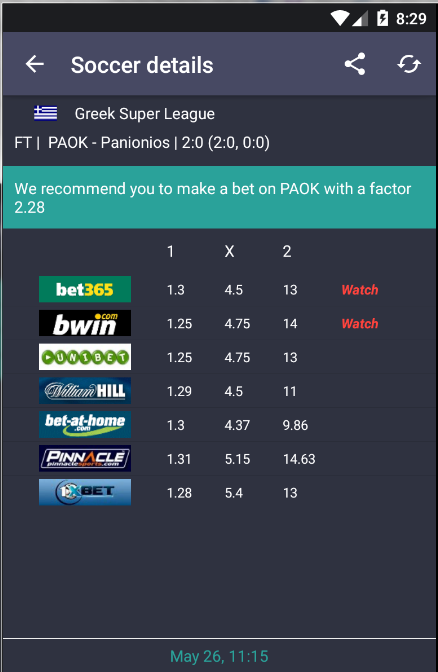 8:29
Soccer details
Greek Super League
FT | PAOK - Panionios | 2:0 (2:0, 0:0)
We recommend you to make a bet on PAOK with a factor
2.28
1 X 2
bet365 1.3 4.5 13 Watch
bwin.com 1.25 4.75 14 Watch
UNIBET 1.25 4.75 13
William HILL 1.29 4.5 11
bet-at-home.com 1.3 4.37 9.86
PINNACLE pinnaclesports.com 1.31 5.15 14.63
1XBET 1.28 5.4 13
May 26, 11:15